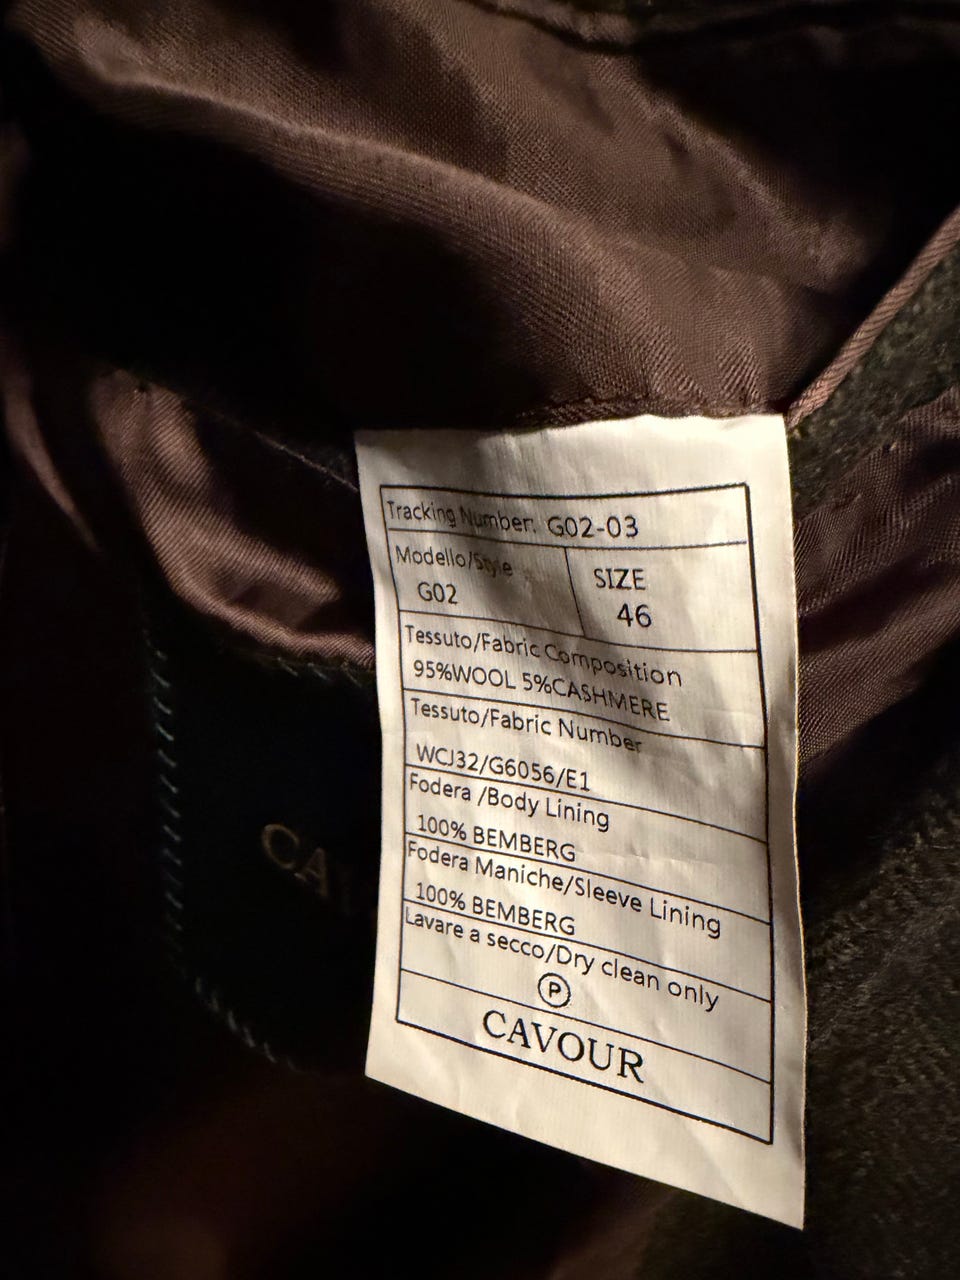 Tracking Number: G02-03
Modello/Style
G02
SIZE
46
Tessuto/Fabric Composition
95%WOOL 5%CASHMERE
Tessuto/Fabric Number
WCJ32/G6056/E1
Fodera /Body Lining
100% BEMBERG
Fodera Maniche/Sleeve Lining
100% BEMBERG
Lavare a secco/Dry clean only
P
CAVOUR
CA